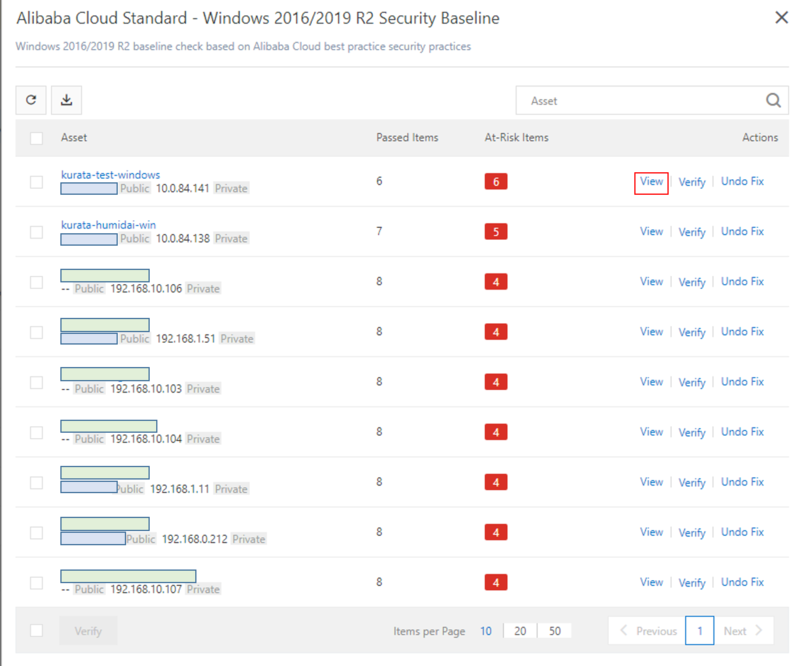 Alibaba Cloud Standard - Windows 2016/2019 R2 Security Baseline
Windows 2016/2019 R2 baseline check based on Alibaba Cloud best practice security practices
Asset
Asset Passed Items At-Risk Items Actions
kurata-test-windows
Public 10.0.84.141 Private 6 6 View Verify Undo Fix
kurata-humidai-win
Public 10.0.84.138 Private 7 5 View Verify Undo Fix
-- Public 192.168.10.106 Private 8 4 View Verify Undo Fix
Public 192.168.1.51 Private 8 4 View Verify Undo Fix
-- Public 192.168.10.103 Private 8 4 View Verify Undo Fix
-- Public 192.168.10.104 Private 8 4 View Verify Undo Fix
Public 192.168.1.11 Private 8 4 View Verify Undo Fix
Public 192.168.0.212 Private 8 4 View Verify Undo Fix
-- Public 192.168.10.107 Private 8 4 View Verify Undo Fix
Verify Items per Page 10 20 50 Previous 1 Next